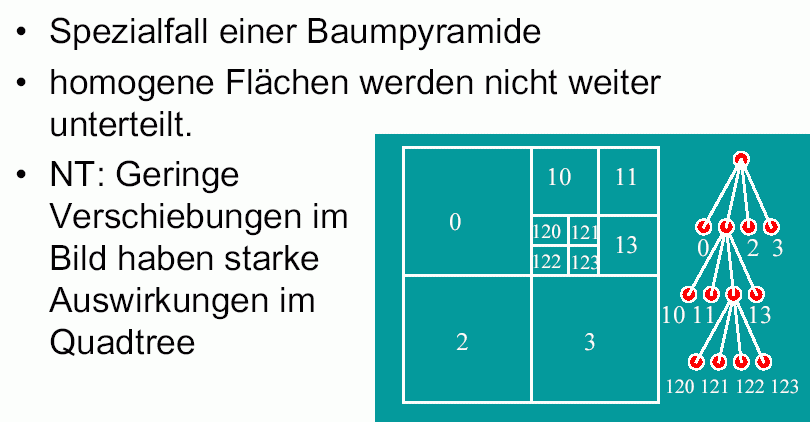 • Spezialfall einer Baumpyramide
• homogene Flächen werden nicht weiter
unterteilt.
• NT: Geringe
Verschiebungen im
Bild haben starke
Auswirkungen im
Quadtree
10 11
0
120 121
13
122 123
2 3
0 2 3
10 11 13
120 121 122 123